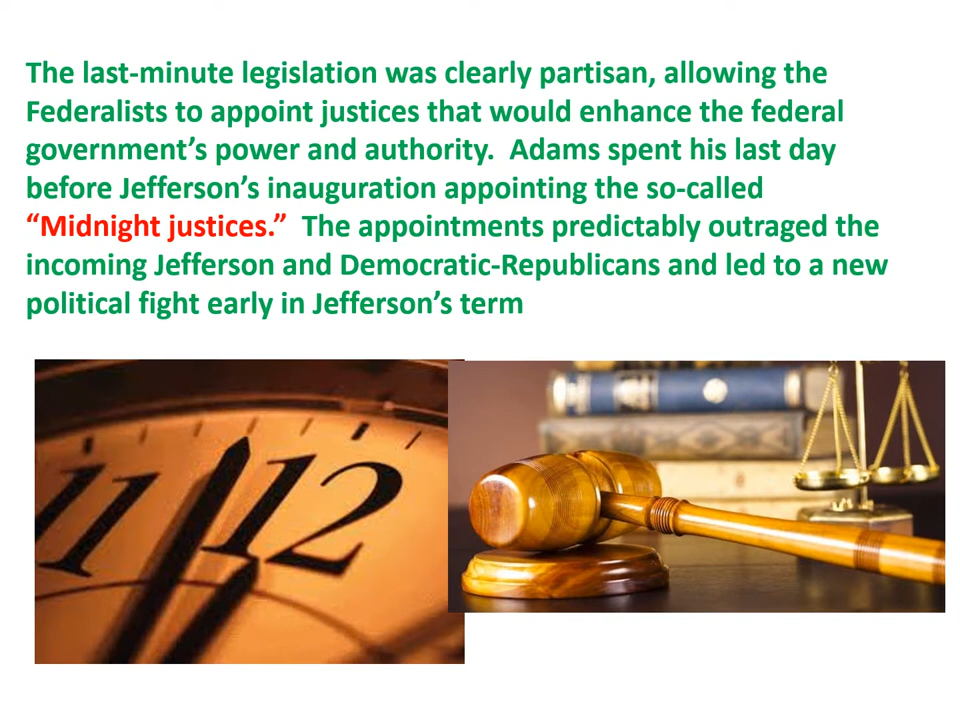 The last-minute legislation was clearly partisan, allowing the
Federalists to appoint justices that would enhance the federal
government’s power and authority.  Adams spent his last day
before Jefferson’s inauguration appointing the so-called
“Midnight justices.”  The appointments predictably outraged the
incoming Jefferson and Democratic-Republicans and led to a new
political fight early in Jefferson’s term
11 12